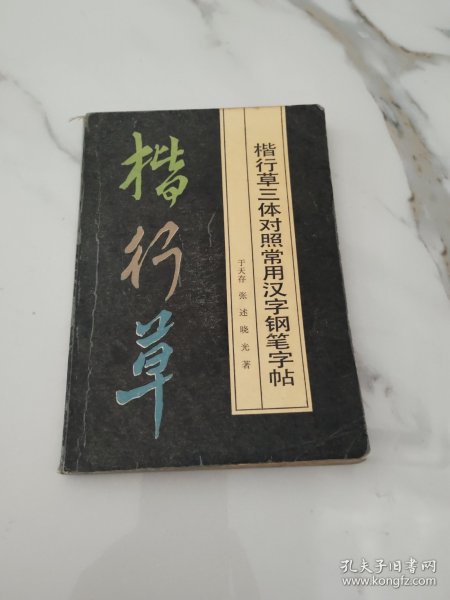 楷行草
楷行草三体对照常用汉字钢笔字帖
于天存 张述 晓光 著
孔夫子旧书网
www.kongfz.com